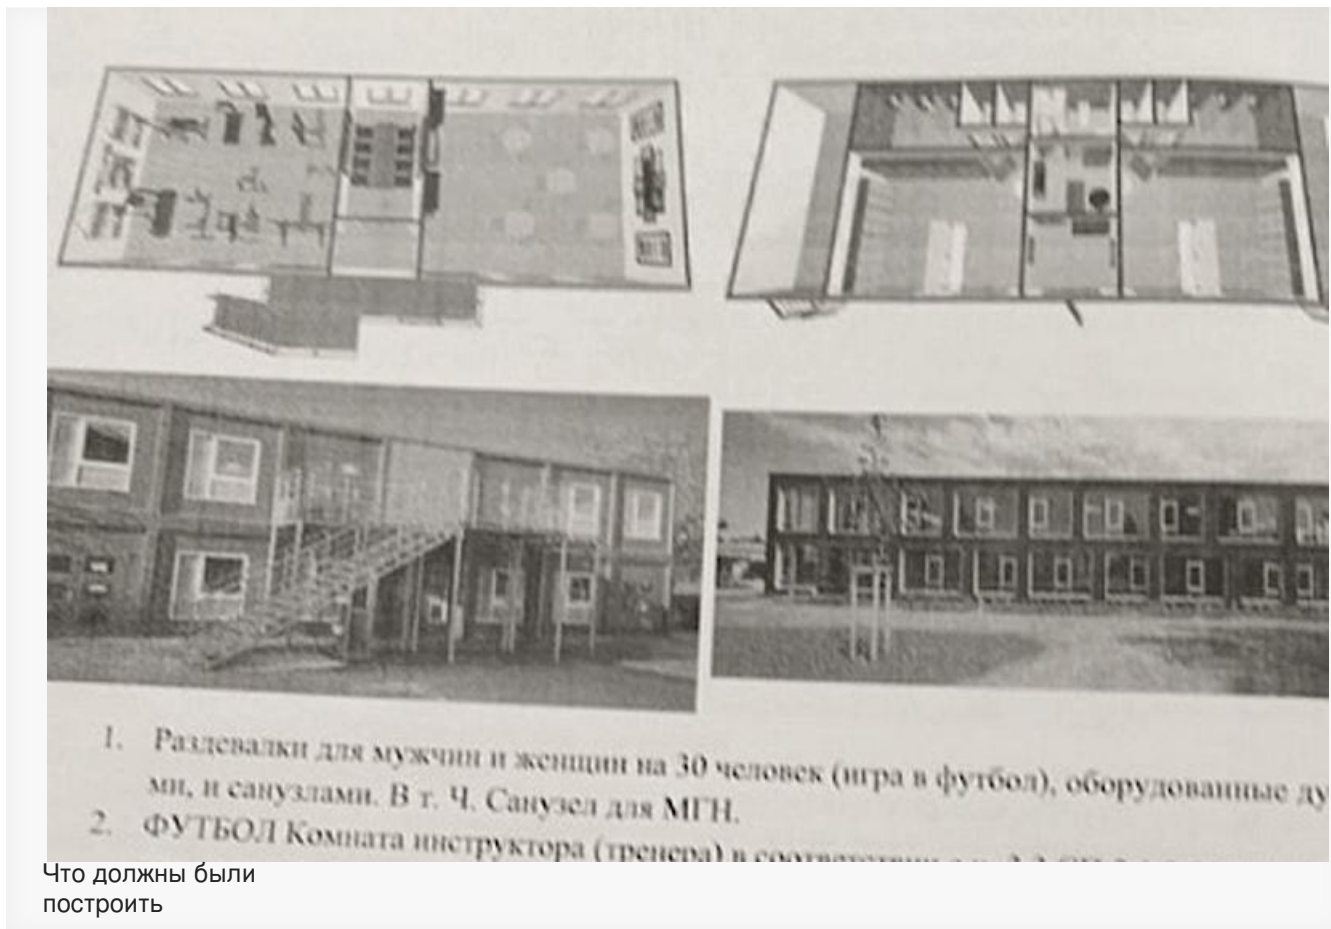 1. Раздевалки для мужчин и женщин на 30 человек (игра в футбол), оборудованные ду
ми, и санузлами. В т. Ч. Санузел для МГН.
2. ФУТБОЛ Комната инструктора (тренера) в соответствии с п.
Что должны были
построить